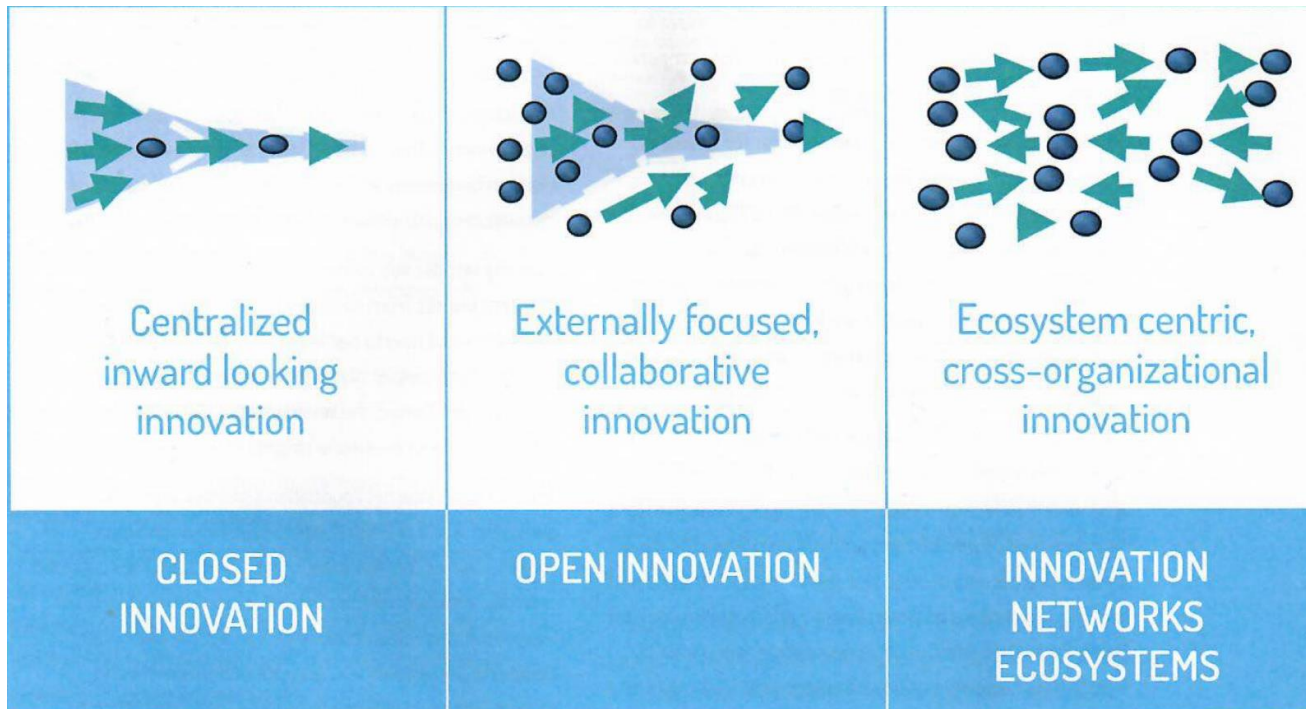 Centralized
inward looking
innovation
Externally focused,
collaborative
innovation
Ecosystem centric,
cross-organizational
innovation
CLOSED
INNOVATION
OPEN INNOVATION
INNOVATION
NETWORKS
ECOSYSTEMS